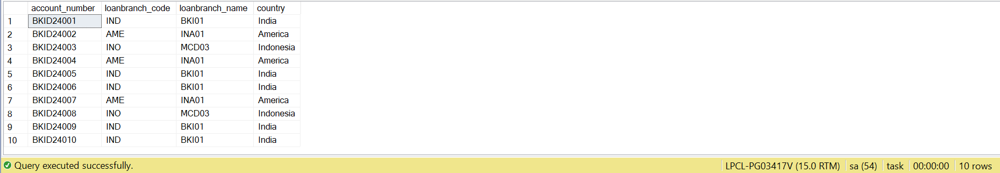 account_number loanbranch_code loanbranch_name country
1 BKID24001 IND BKI01 India
2 BKID24002 AME INA01 America
3 BKID24003 INO MCD03 Indonesia
4 BKID24004 AME INA01 America
5 BKID24005 IND BKI01 India
6 BKID24006 IND BKI01 India
7 BKID24007 AME INA01 America
8 BKID24008 INO MCD03 Indonesia
9 BKID24009 IND BKI01 India
10 BKID24010 IND BKI01 India
Query executed successfully. LPCL-PG03417V (15.0 RTM) sa (54) task 00:00:00 10 rows